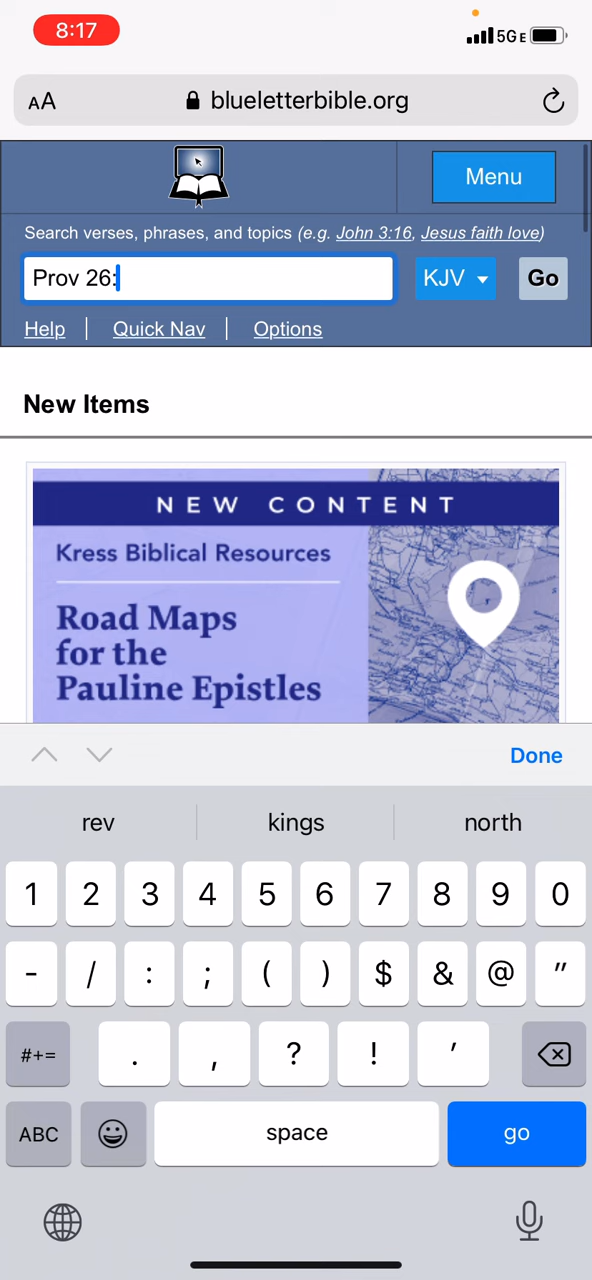 8:17
5G E
AA blueletterbible.org
Menu
Search verses, phrases, and topics (e.g. John 3:16, Jesus faith love)
Prov 26: KJV Go
Help | Quick Nav | Options
New Items
NEW CONTENT
Kress Biblical Resources
Road Maps
for the
Pauline Epistles
Done
rev kings north
1 2 3 4 5 6 7 8 9 0
- / : ; ( ) $ & @ "
#+= . , ? ! '
ABC space go